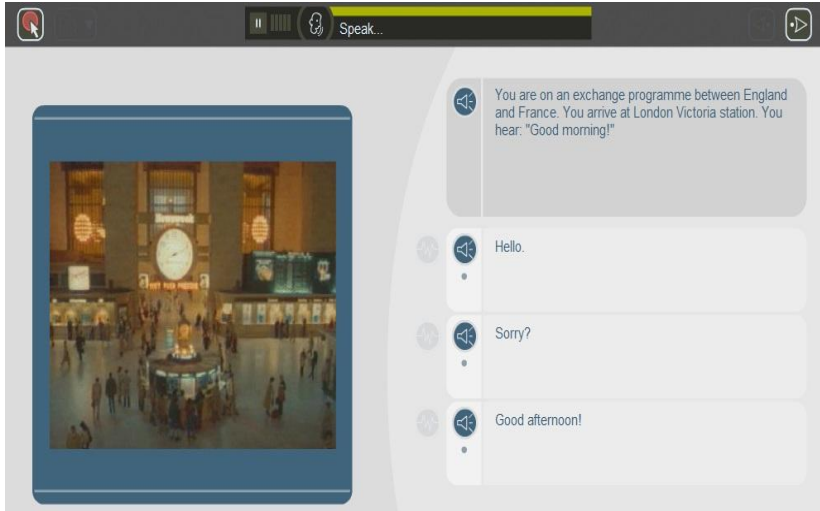 Speak...
You are on an exchange programme between England
and France. You arrive at London Victoria station. You
hear: "Good morning!"
Hello.
Sorry?
Good afternoon!